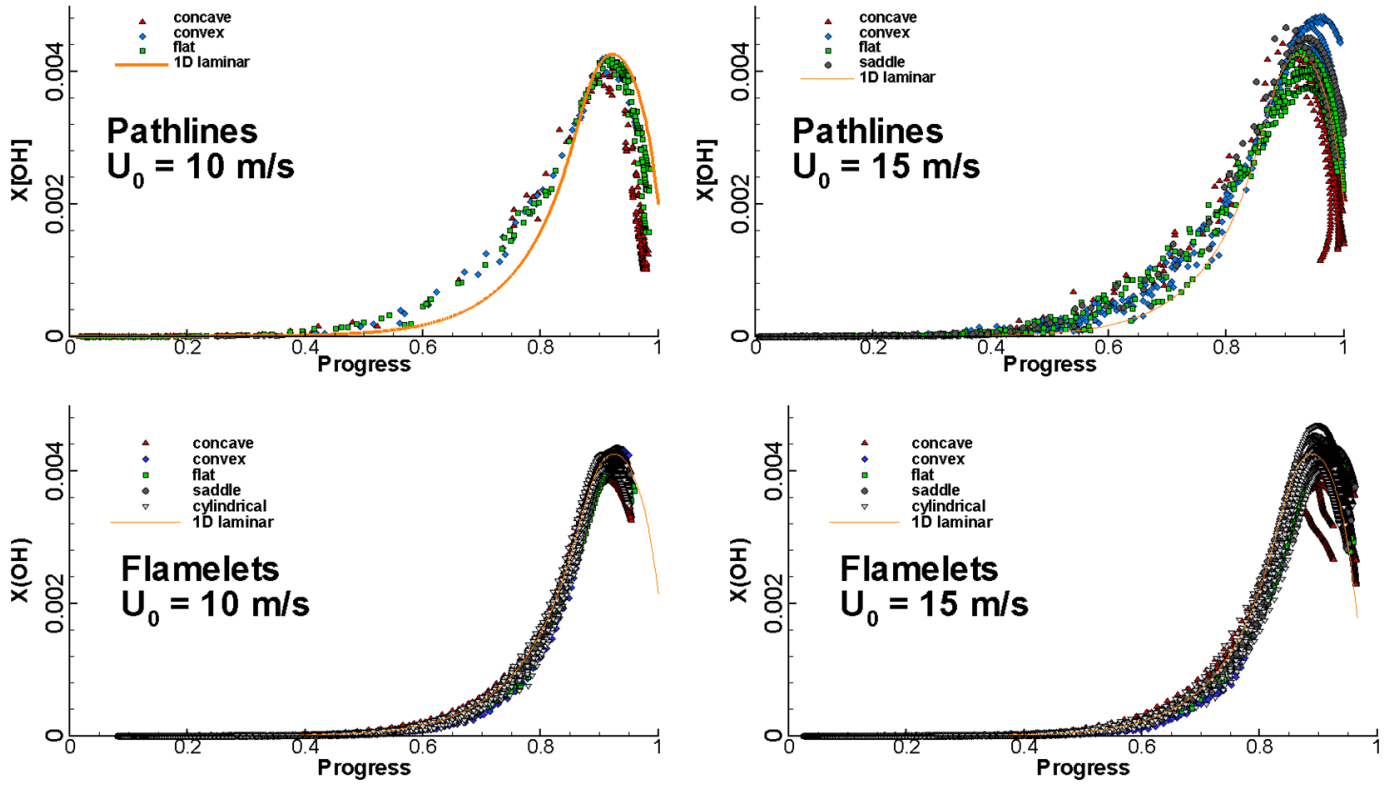 concave
convex
flat
1D laminar
Pathlines
U0 = 10 m/s
X[OH]
0.004
0.002
0
0 0.2 0.4 0.6 0.8 1
Progress
concave
convex
flat
saddle
1D laminar
Pathlines
U0 = 15 m/s
X[OH]
0.004
0.002
0
0 0.2 0.4 0.6 0.8 1
Progress
concave
convex
flat
saddle
cylindrical
1D laminar
Flamelets
U0 = 10 m/s
X(OH)
0.004
0.002
0
0 0.2 0.4 0.6 0.8 1
Progress
concave
convex
flat
saddle
cylindrical
1D laminar
Flamelets
U0 = 15 m/s
X(OH)
0.004
0.002
0
0 0.2 0.4 0.6 0.8 1
Progress